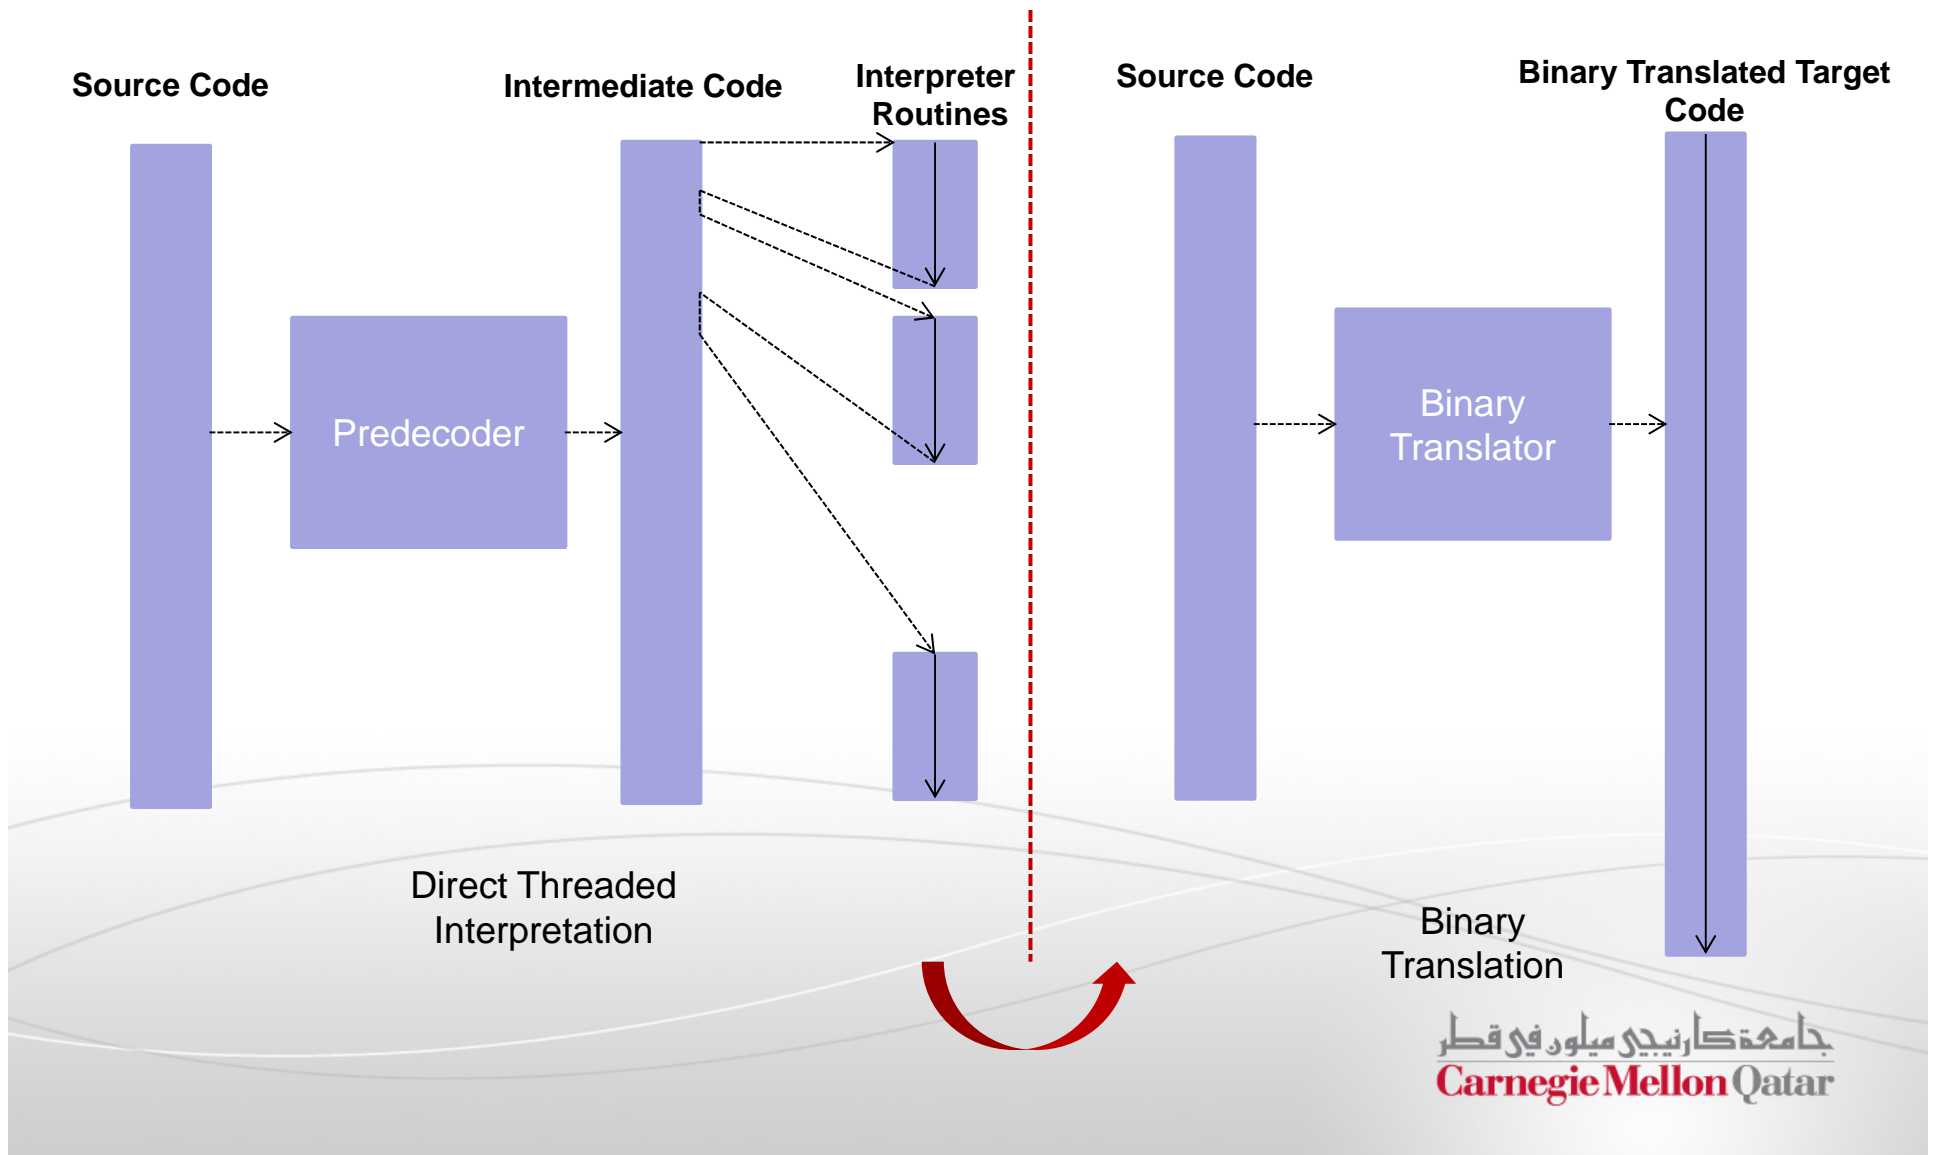 Source Code
Intermediate Code
Interpreter
Routines
Source Code
Binary Translated Target
Code
Predecoder
Binary
Translator
Direct Threaded
Interpretation
Binary
Translation
جامعة كارنيجي ميلون في قطر
Carnegie Mellon Qatar